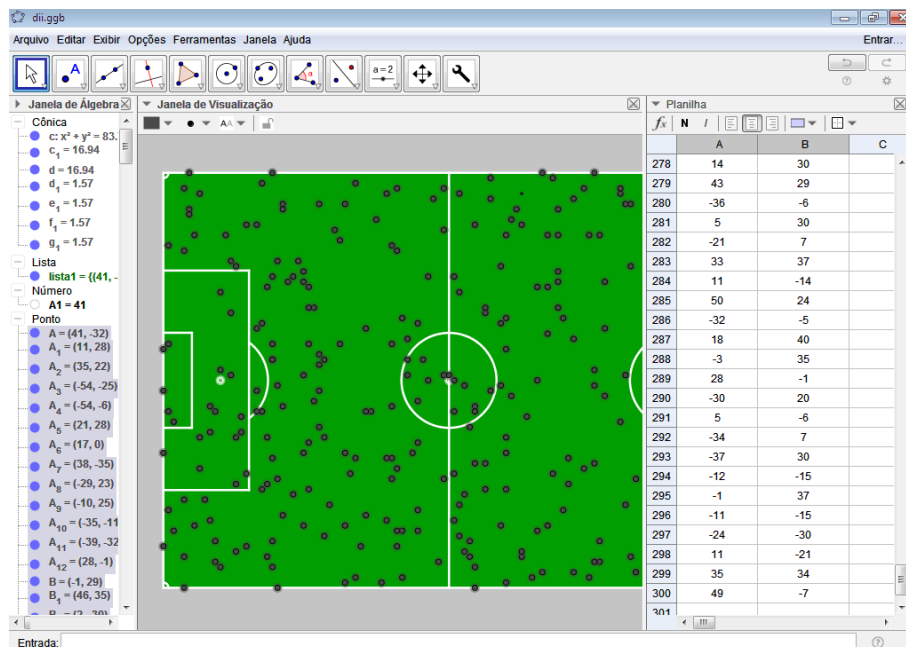 dii.ggb
Arquivo Editar Exibir Opções Ferramentas Janela Ajuda
Entrar...
A
a=2
Janela de Álgebra
Cônica
c: x² + y² = 83.
c₁ = 16.94
d = 16.94
d₁ = 1.57
e₁ = 1.57
f₁ = 1.57
g₁ = 1.57
Lista
lista1 = {(41, -
Número
A1 = 41
Ponto
A = (41, -32)
A₁ = (11, 28)
A₂ = (35, 22)
A₃ = (-54, -25)
A₄ = (-54, -6)
A₅ = (21, 28)
A₆ = (17, 0)
A₇ = (38, -35)
A₈ = (-29, 23)
A₉ = (-10, 25)
A₁₀ = (-35, -11
A₁₁ = (-39, -32
A₁₂ = (28, -1)
B = (-1, 29)
B₁ = (46, 35)
Janela de Visualização
AA
Planilha
fx N I
A B C
278 14 30
279 43 29
280 -36 -6
281 5 30
282 -21 7
283 33 37
284 11 -14
285 50 24
286 -32 -5
287 18 40
288 -3 35
289 28 -1
290 -30 20
291 5 -6
292 -34 7
293 -37 30
294 -12 -15
295 -1 37
296 -11 -15
297 -24 -30
298 11 -21
299 35 34
300 49 -7
301
Entrada: